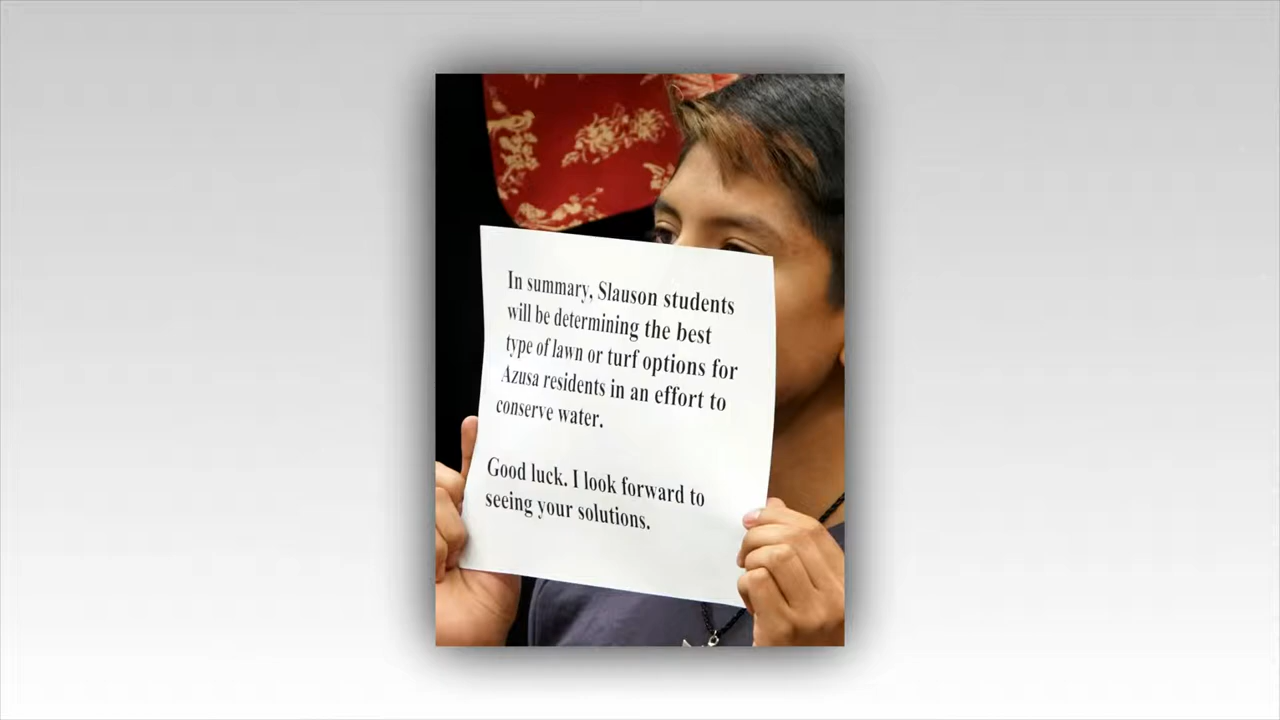 In summary, Slauson students
will be determining the best
type of lawn or turf options for
Azusa residents in an effort to
conserve water.
Good luck. I look forward to
seeing your solutions.